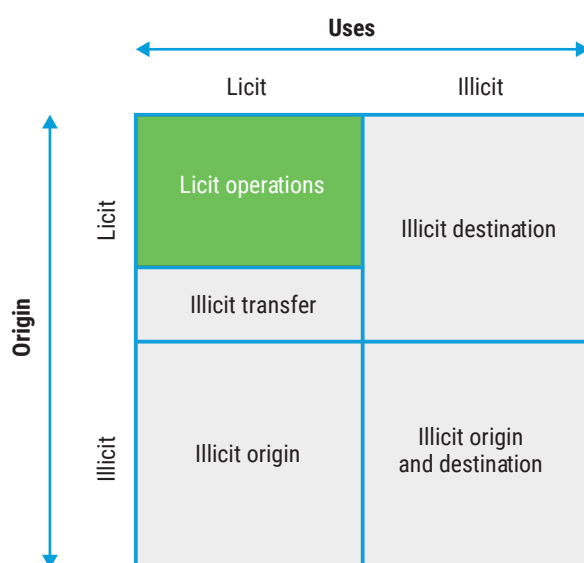 Uses
Licit
Illicit
Origin
Licit
Licit operations
Illicit destination
Illicit transfer
Illicit
Illicit origin
Illicit origin
and destination